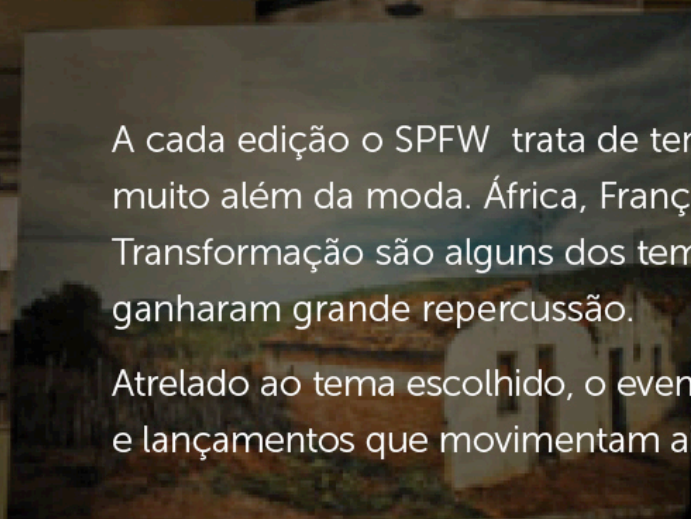 A cada edição o SPFW trata de
muito além da moda. África,
Transformação são alguns dos
ganharam grande repercussão.
Atrelado ao tema escolhido, o
e lançamentos que movimentam a